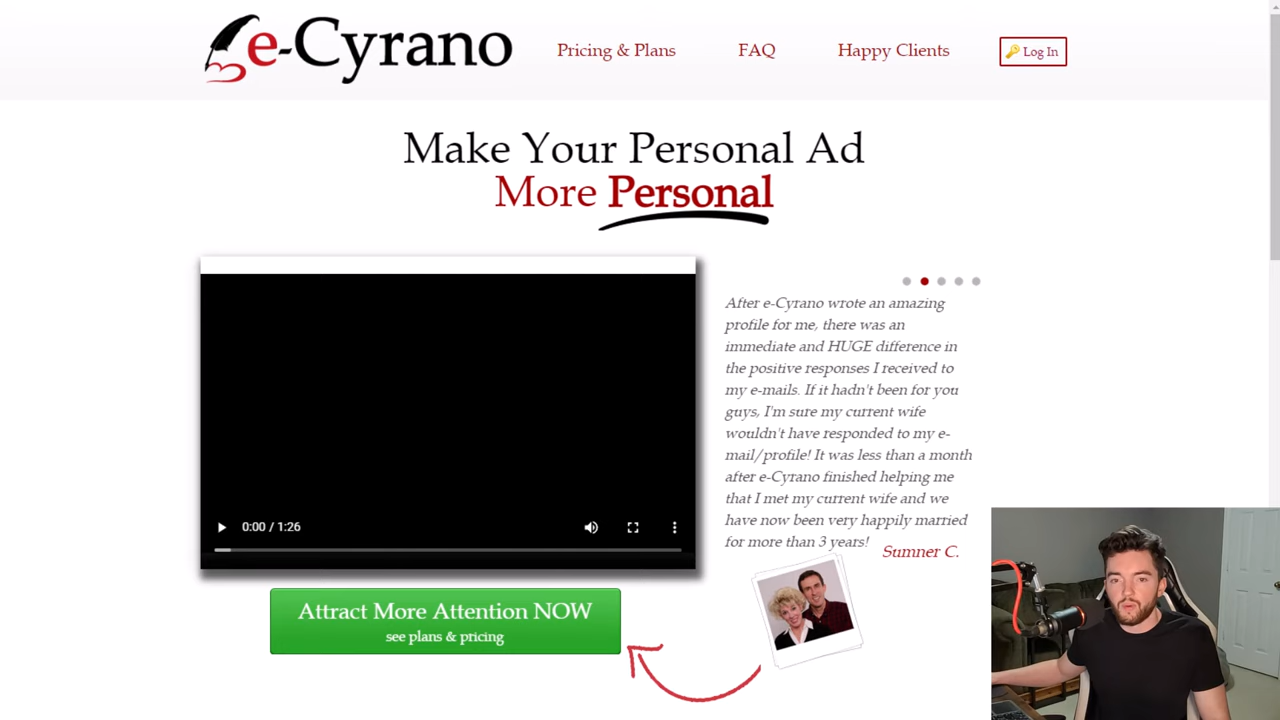 e-Cyrano
Pricing & Plans
FAQ
Happy Clients
Log In
Make Your Personal Ad
More Personal
After e-Cyrano wrote an amazing
profile for me, there was an
immediate and HUGE difference in
the positive responses I received to
my e-mails. If it hadn't been for you
guys, I'm sure my current wife
wouldn't have responded to my e-
mail/profile! It was less than a month
after e-Cyrano finished helping me
that I met my current wife and we
have now been very happily married
for more than 3 years!
Sumner C.
0:00 / 1:26
Attract More Attention NOW
see plans & pricing